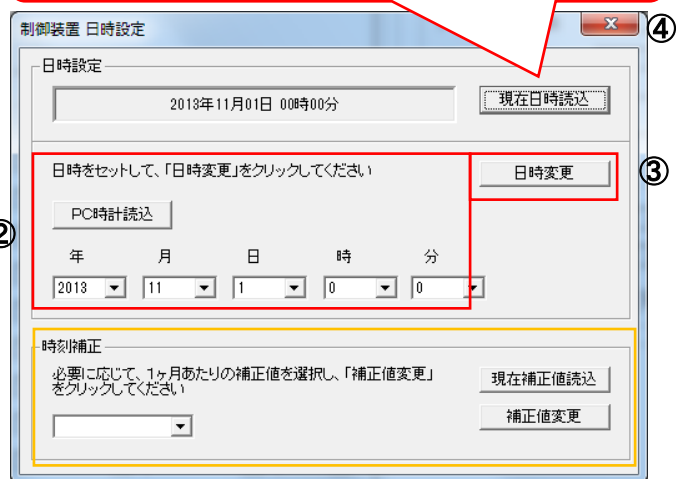 制御装置 日時設定
④
日時設定
2013年11月01日 00時00分
現在日時読込
日時をセットして、「日時変更」をクリックしてください
日時変更
③
PC時計読込
②
年 月 日 時 分
2013 11 1 0 0
時刻補正
必要に応じて、1ヶ月あたりの補正値を選択し、「補正値変更」
をクリックしてください
現在補正値読込
補正値変更